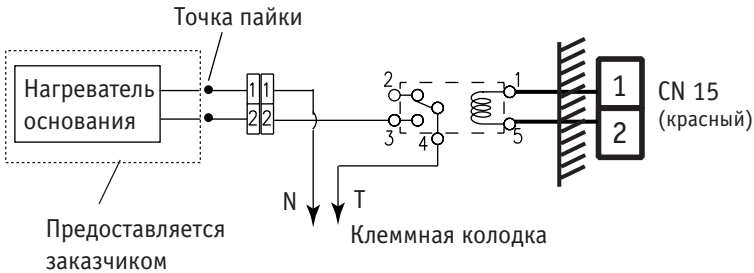 Точка пайки
Нагреватель
основания
1 1
2 2
2
3
4
1
5
1
2
CN 15
(красный)
N
T
Клеммная колодка
Предоставляется
заказчиком